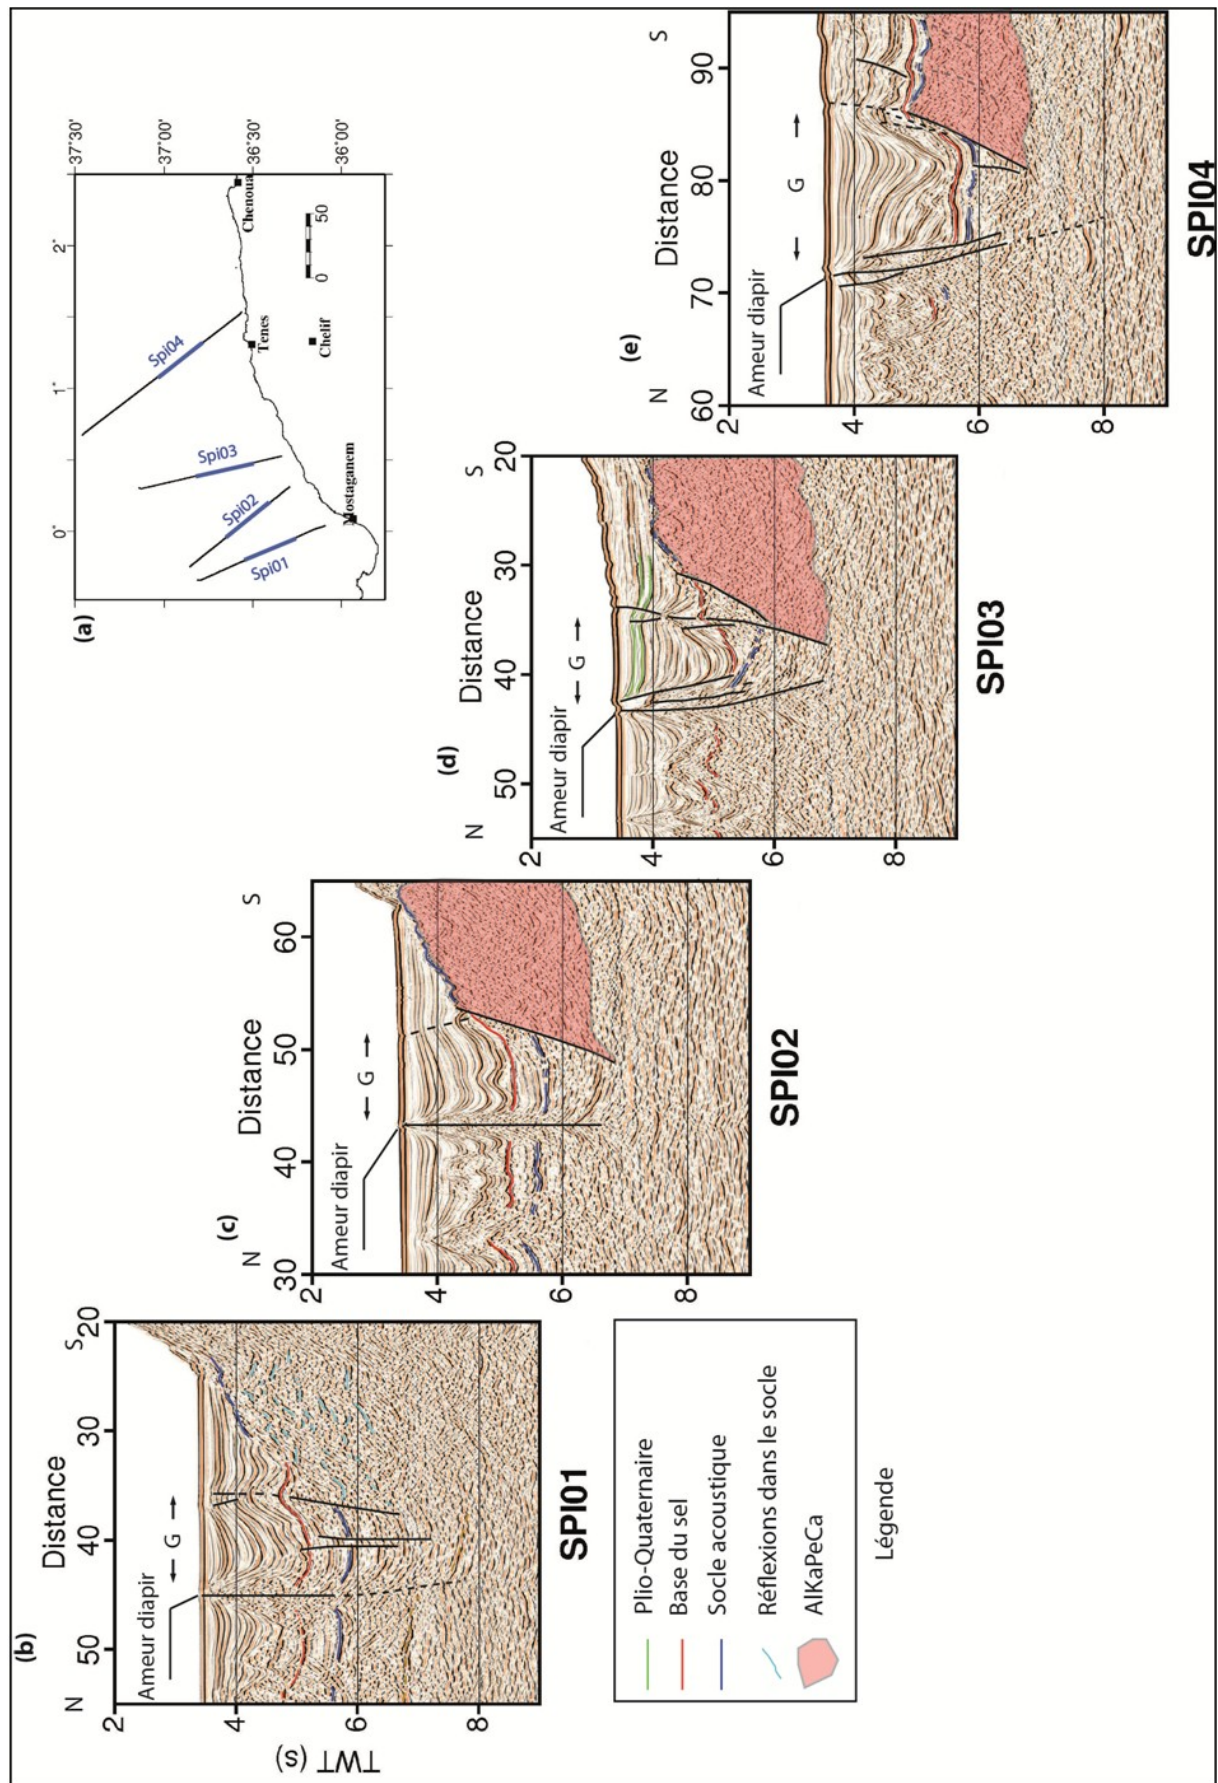 (a)
0° 1° 2°
37°30'
37°00'
36°30'
36°00'
Spi01
Spi02
Spi03
Spi04
Mostaganem
Tenes
Chelif
Chenoua
0 50
(b)
Distance
N 50 40 30 20 S
Ameur diapir
G
TWT (s)
2
4
6
8
SPI01
(c)
Distance
N S
30 40 50 60
Ameur diapir
G
2
4
6
8
SPI02
(d)
Distance
N S
50 40 30 20
Ameur diapir
G
2
4
6
8
SPI03
(e)
Distance
N S
60 70 80 90
Ameur diapir
G
2
4
6
8
SPI04
Plio-Quaternaire
Base du sel
Socle acoustique
Réflexions dans le socle
AlKaPeCa
Légende